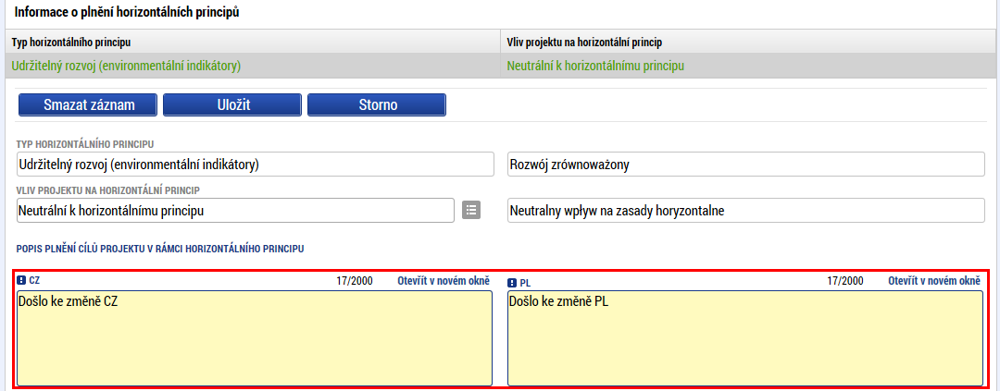 Informace o plnění horizontálních principů
Typ horizontálního principu Vliv projektu na horizontální princip
Udržitelný rozvoj (environmentální indikátory) Neutrální k horizontálnímu principu
Smazat záznam Uložit Storno
TYP HORIZONTÁLNÍHO PRINCIPU
Udržitelný rozvoj (environmentální indikátory) Rozwój zrównoważony
VLIV PROJEKTU NA HORIZONTÁLNÍ PRINCIP
Neutrální k horizontálnímu principu Neutralny wpływ na zasady horyzontalne
POPIS PLNĚNÍ CÍLŮ PROJEKTU V RÁMCI HORIZONTÁLNÍHO PRINCIPU
CZ 17/2000 Otevřít v novém okně PL 17/2000 Otevřít v novém okně
Došlo ke změně CZ Došlo ke změně PL